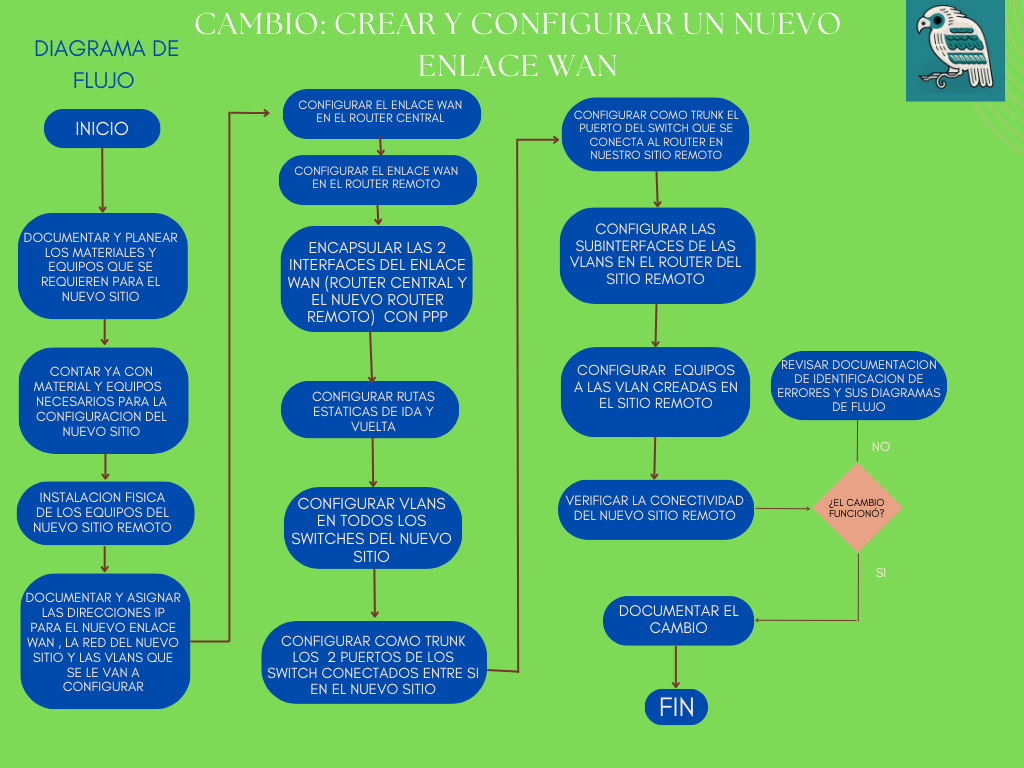 CAMBIO: CREAR Y CONFIGURAR UN NUEVO
ENLACE WAN
DIAGRAMA DE
FLUJO
INICIO
DOCUMENTAR Y PLANEAR
LOS MATERIALES Y
EQUIPOS QUE SE
REQUIEREN PARA EL
NUEVO SITIO
CONTAR YA CON
MATERIAL Y EQUIPOS
NECESARIOS PARA LA
CONFIGURACION DEL
NUEVO SITIO
INSTALACION FISICA
DE LOS EQUIPOS DEL
NUEVO SITIO REMOTO
DOCUMENTAR Y ASIGNAR
LAS DIRECCIONES IP
PARA EL NUEVO ENLACE
WAN , LA RED DEL NUEVO
SITIO Y LAS VLANS QUE
SE LE VAN A
CONFIGURAR
CONFIGURAR EL ENLACE WAN
EN EL ROUTER CENTRAL
CONFIGURAR EL ENLACE WAN
EN EL ROUTER REMOTO
ENCAPSULAR LAS 2
INTERFACES DEL ENLACE
WAN (ROUTER CENTRAL Y
EL NUEVO ROUTER
REMOTO) CON PPP
CONFIGURAR RUTAS
ESTATICAS DE IDA Y
VUELTA
CONFIGURAR VLANS
EN TODOS LOS
SWITCHES DEL NUEVO
SITIO
CONFIGURAR COMO TRUNK
LOS 2 PUERTOS DE LOS
SWITCH CONECTADOS ENTRE SI
EN EL NUEVO SITIO
CONFIGURAR COMO TRUNK EL
PUERTO DEL SWITCH QUE SE
CONECTA AL ROUTER EN
NUESTRO SITIO REMOTO
CONFIGURAR LAS
SUBINTERFACES DE LAS
VLANS EN EL ROUTER DEL
SITIO REMOTO
CONFIGURAR EQUIPOS
A LAS VLAN CREADAS EN
EL SITIO REMOTO
VERIFICAR LA CONECTIVIDAD
DEL NUEVO SITIO REMOTO
¿EL CAMBIO
FUNCIONÓ?
NO
REVISAR DOCUMENTACION
DE IDENTIFICACION DE
ERRORES Y SUS DIAGRAMAS
DE FLUJO
SI
DOCUMENTAR EL
CAMBIO
FIN